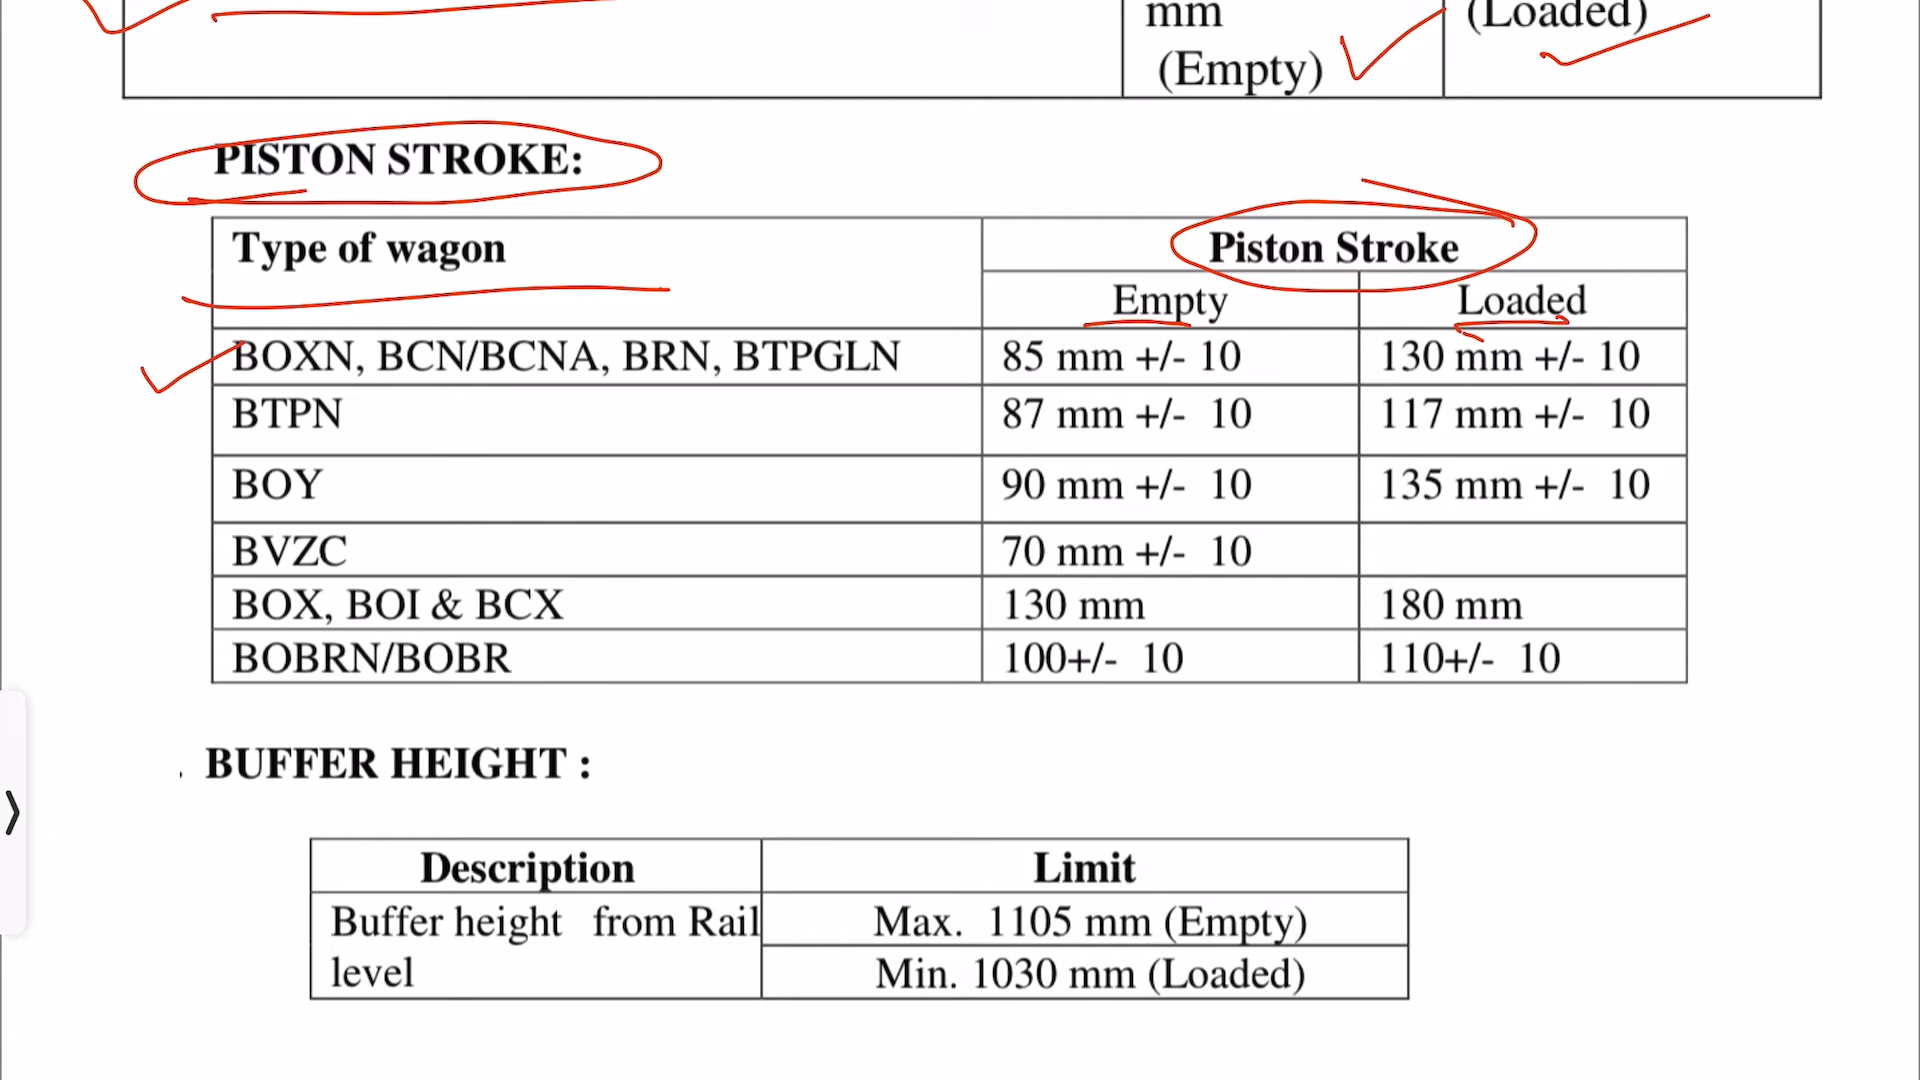 mm
(Loaded)
(Empty)
PISTON STROKE:
Type of wagon
Piston Stroke
Empty
Loaded
BOXN, BCN/BCNA, BRN, BTPGLN
85 mm +/- 10
130 mm +/- 10
BTPN
87 mm +/- 10
117 mm +/- 10
BOY
90 mm +/- 10
135 mm +/- 10
BVZC
70 mm +/- 10
BOX, BOI & BCX
130 mm
180 mm
BOBRN/BOBR
100+/- 10
110+/- 10
. BUFFER HEIGHT :
Description
Limit
Buffer height from Rail
level
Max. 1105 mm (Empty)
Min. 1030 mm (Loaded)